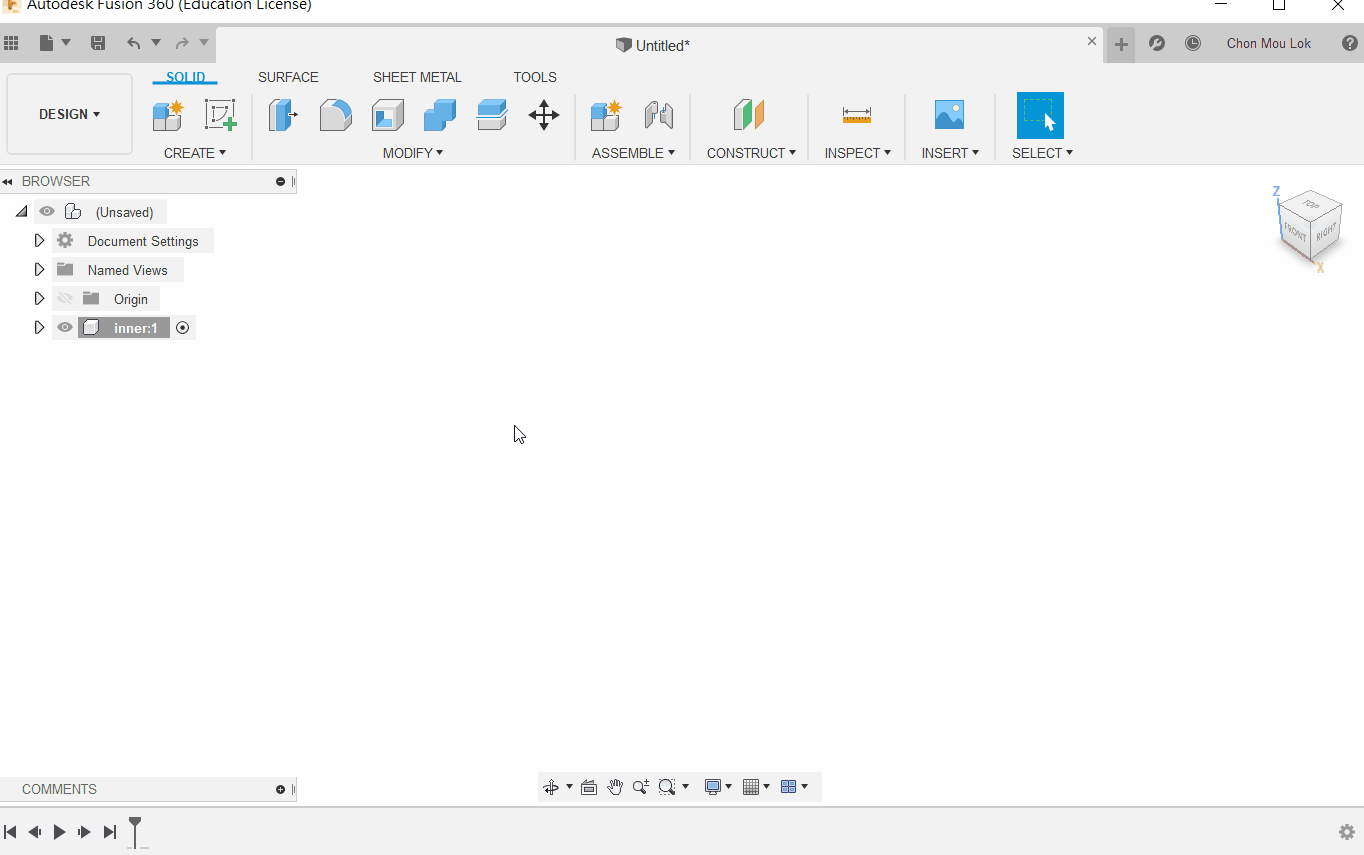 Autodesk Fusion 360 (Education License)
Untitled*
Chon Mou Lok
SOLID SURFACE SHEET METAL TOOLS
DESIGN
CREATE MODIFY ASSEMBLE CONSTRUCT INSPECT INSERT SELECT
BROWSER
(Unsaved)
Document Settings
Named Views
Origin
inner:1
Z
TOP
FRONT RIGHT
X
COMMENTS